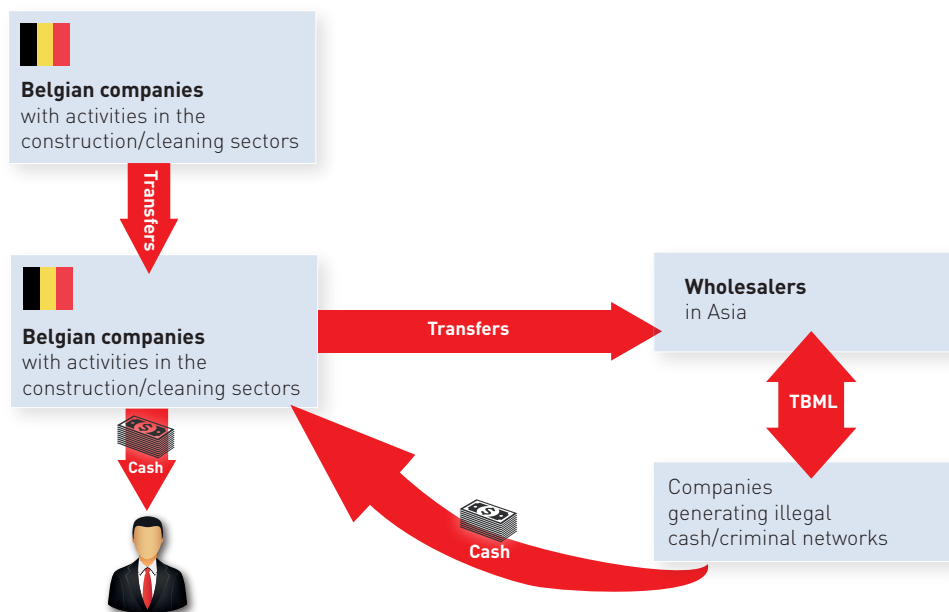 Belgian companies
with activities in the
construction/cleaning sectors
Transfers
Belgian companies
with activities in the
construction/cleaning sectors
Transfers
Wholesalers
in Asia
TBML
Cash
Companies
generating illegal
cash/criminal networks
Cash